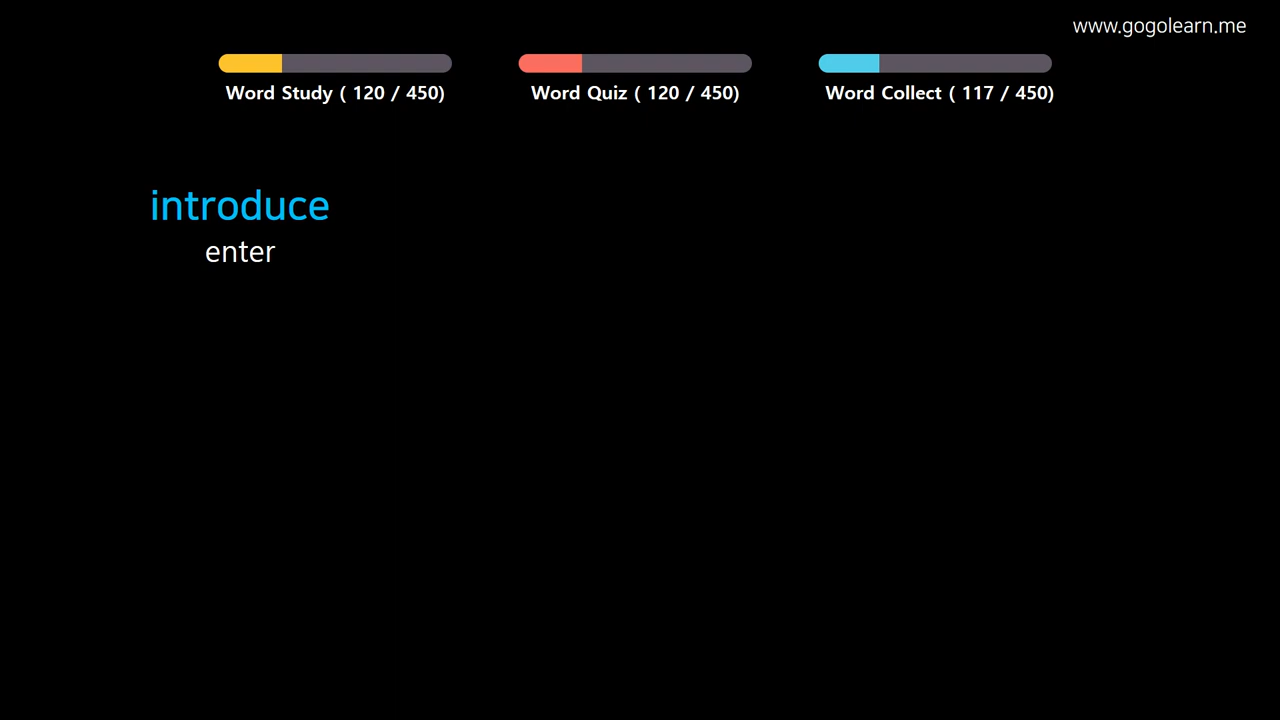 www.gogolearn.me
Word Study ( 120 / 450)
Word Quiz ( 120 / 450)
Word Collect ( 117 / 450)
introduce
enter